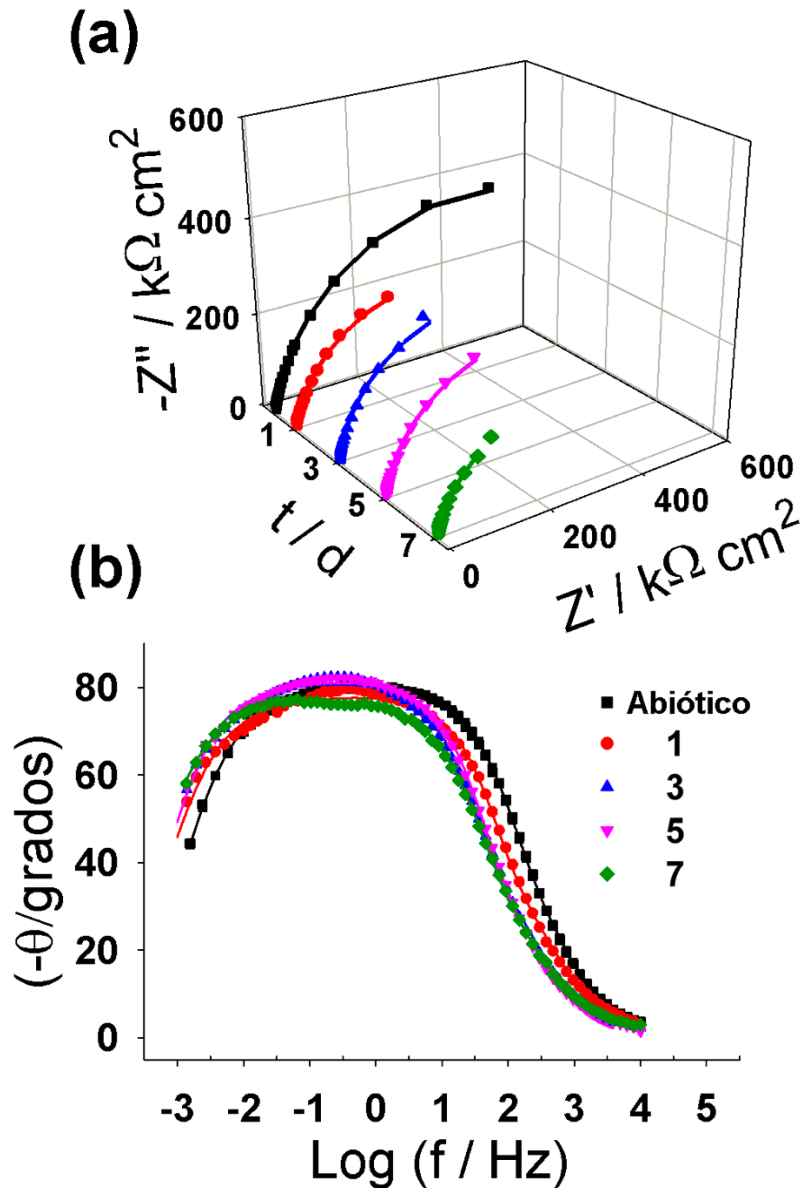 (a)
600
400
200
0
-Z" / kΩ cm²
1
3
5
7
t / d
0
200
400
600
Z' / kΩ cm²
(b)
80
60
40
20
0
(-θ/grados)
Abiótico
1
3
5
7
-3 -2 -1 0 1 2 3 4 5
Log (f / Hz)